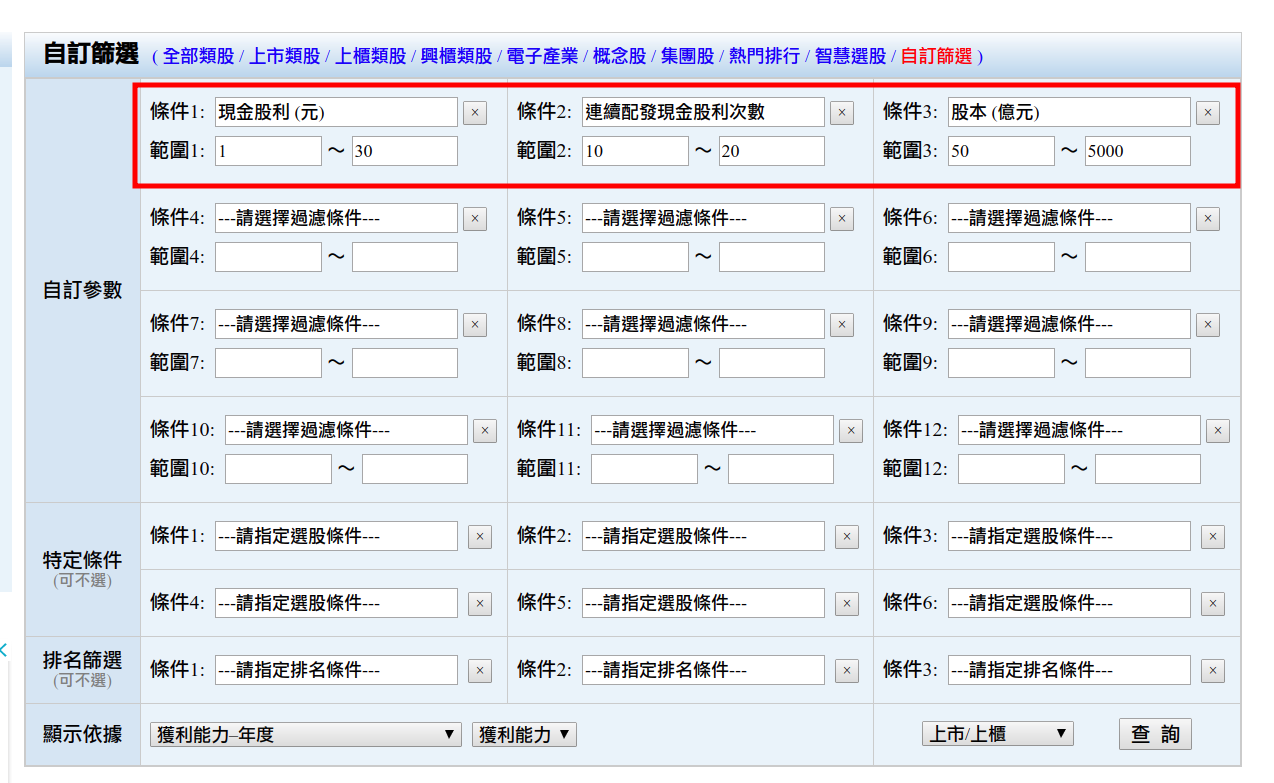 自訂篩選 ( 全部類股 / 上市類股 / 上櫃類股 / 興櫃類股 / 電子產業 / 概念股 / 集團股 / 熱門排行 / 智慧選股 / 自訂篩選 )
自訂參數
條件1: 現金股利 (元) × 條件2: 連續配發現金股利次數 × 條件3: 股本 (億元) ×
範圍1: 1 ～ 30 範圍2: 10 ～ 20 範圍3: 50 ～ 5000
條件4: ---請選擇過濾條件--- × 條件5: ---請選擇過濾條件--- × 條件6: ---請選擇過濾條件--- ×
範圍4: ～ 範圍5: ～ 範圍6: ～
條件7: ---請選擇過濾條件--- × 條件8: ---請選擇過濾條件--- × 條件9: ---請選擇過濾條件--- ×
範圍7: ～ 範圍8: ～ 範圍9: ～
條件10: ---請選擇過濾條件--- × 條件11: ---請選擇過濾條件--- × 條件12: ---請選擇過濾條件--- ×
範圍10: ～ 範圍11: ～ 範圍12: ～
特定條件
(可不選)
條件1: ---請指定選股條件--- × 條件2: ---請指定選股條件--- × 條件3: ---請指定選股條件--- ×
條件4: ---請指定選股條件--- × 條件5: ---請指定選股條件--- × 條件6: ---請指定選股條件--- ×
排名篩選
(可不選)
條件1: ---請指定排名條件--- × 條件2: ---請指定排名條件--- × 條件3: ---請指定排名條件--- ×
顯示依據 獲利能力–年度 ▼ 獲利能力 ▼ 上市/上櫃 ▼ 查 詢